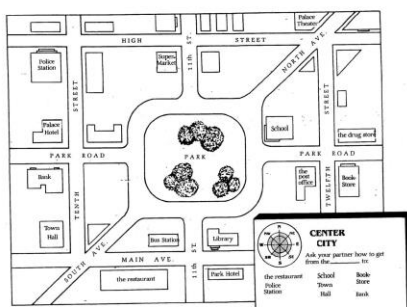 Palace
Theater
HIGH STREET
11th ST.
NORTH AVE.
Police
Station
Super
Market
STREET
STREET
Palace
Hotel
School
the drug store
PARK ROAD
PARK
PARK ROAD
Bank
the
post
office
Book-
Store
TENTH
TWELFTH
Town
Hall
Bus Station
Library
SOUTH AVE.
MAIN AVE.
11th ST.
the restaurant
Park Hotel
CENTER
CITY
Ask your partner how to get
from the to:
the restaurant School Book-
Store
Police
Station
Town
Hall
Bank